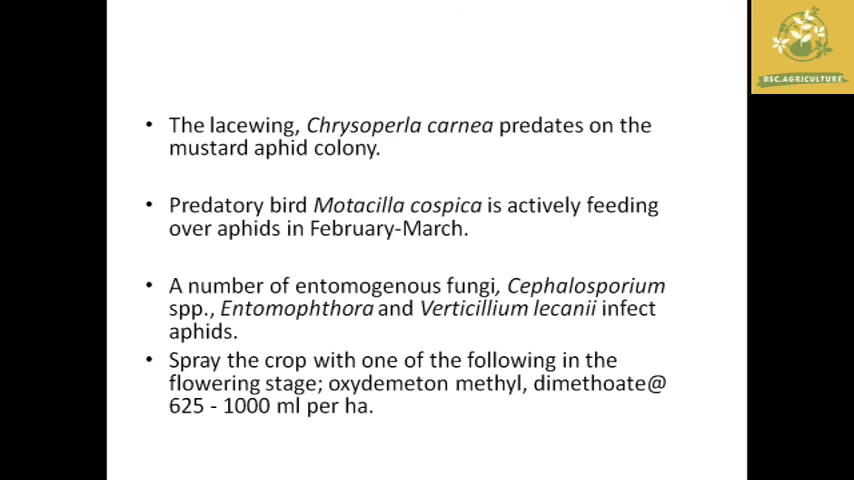 BSC.AGRICULTURE
• The lacewing, Chrysoperla carnea predates on the
mustard aphid colony.
• Predatory bird Motacilla cospica is actively feeding
over aphids in February-March.
• A number of entomogenous fungi, Cephalosporium
spp., Entomophthora and Verticillium lecanii infect
aphids.
• Spray the crop with one of the following in the
flowering stage; oxydemeton methyl, dimethoate@
625 - 1000 ml per ha.